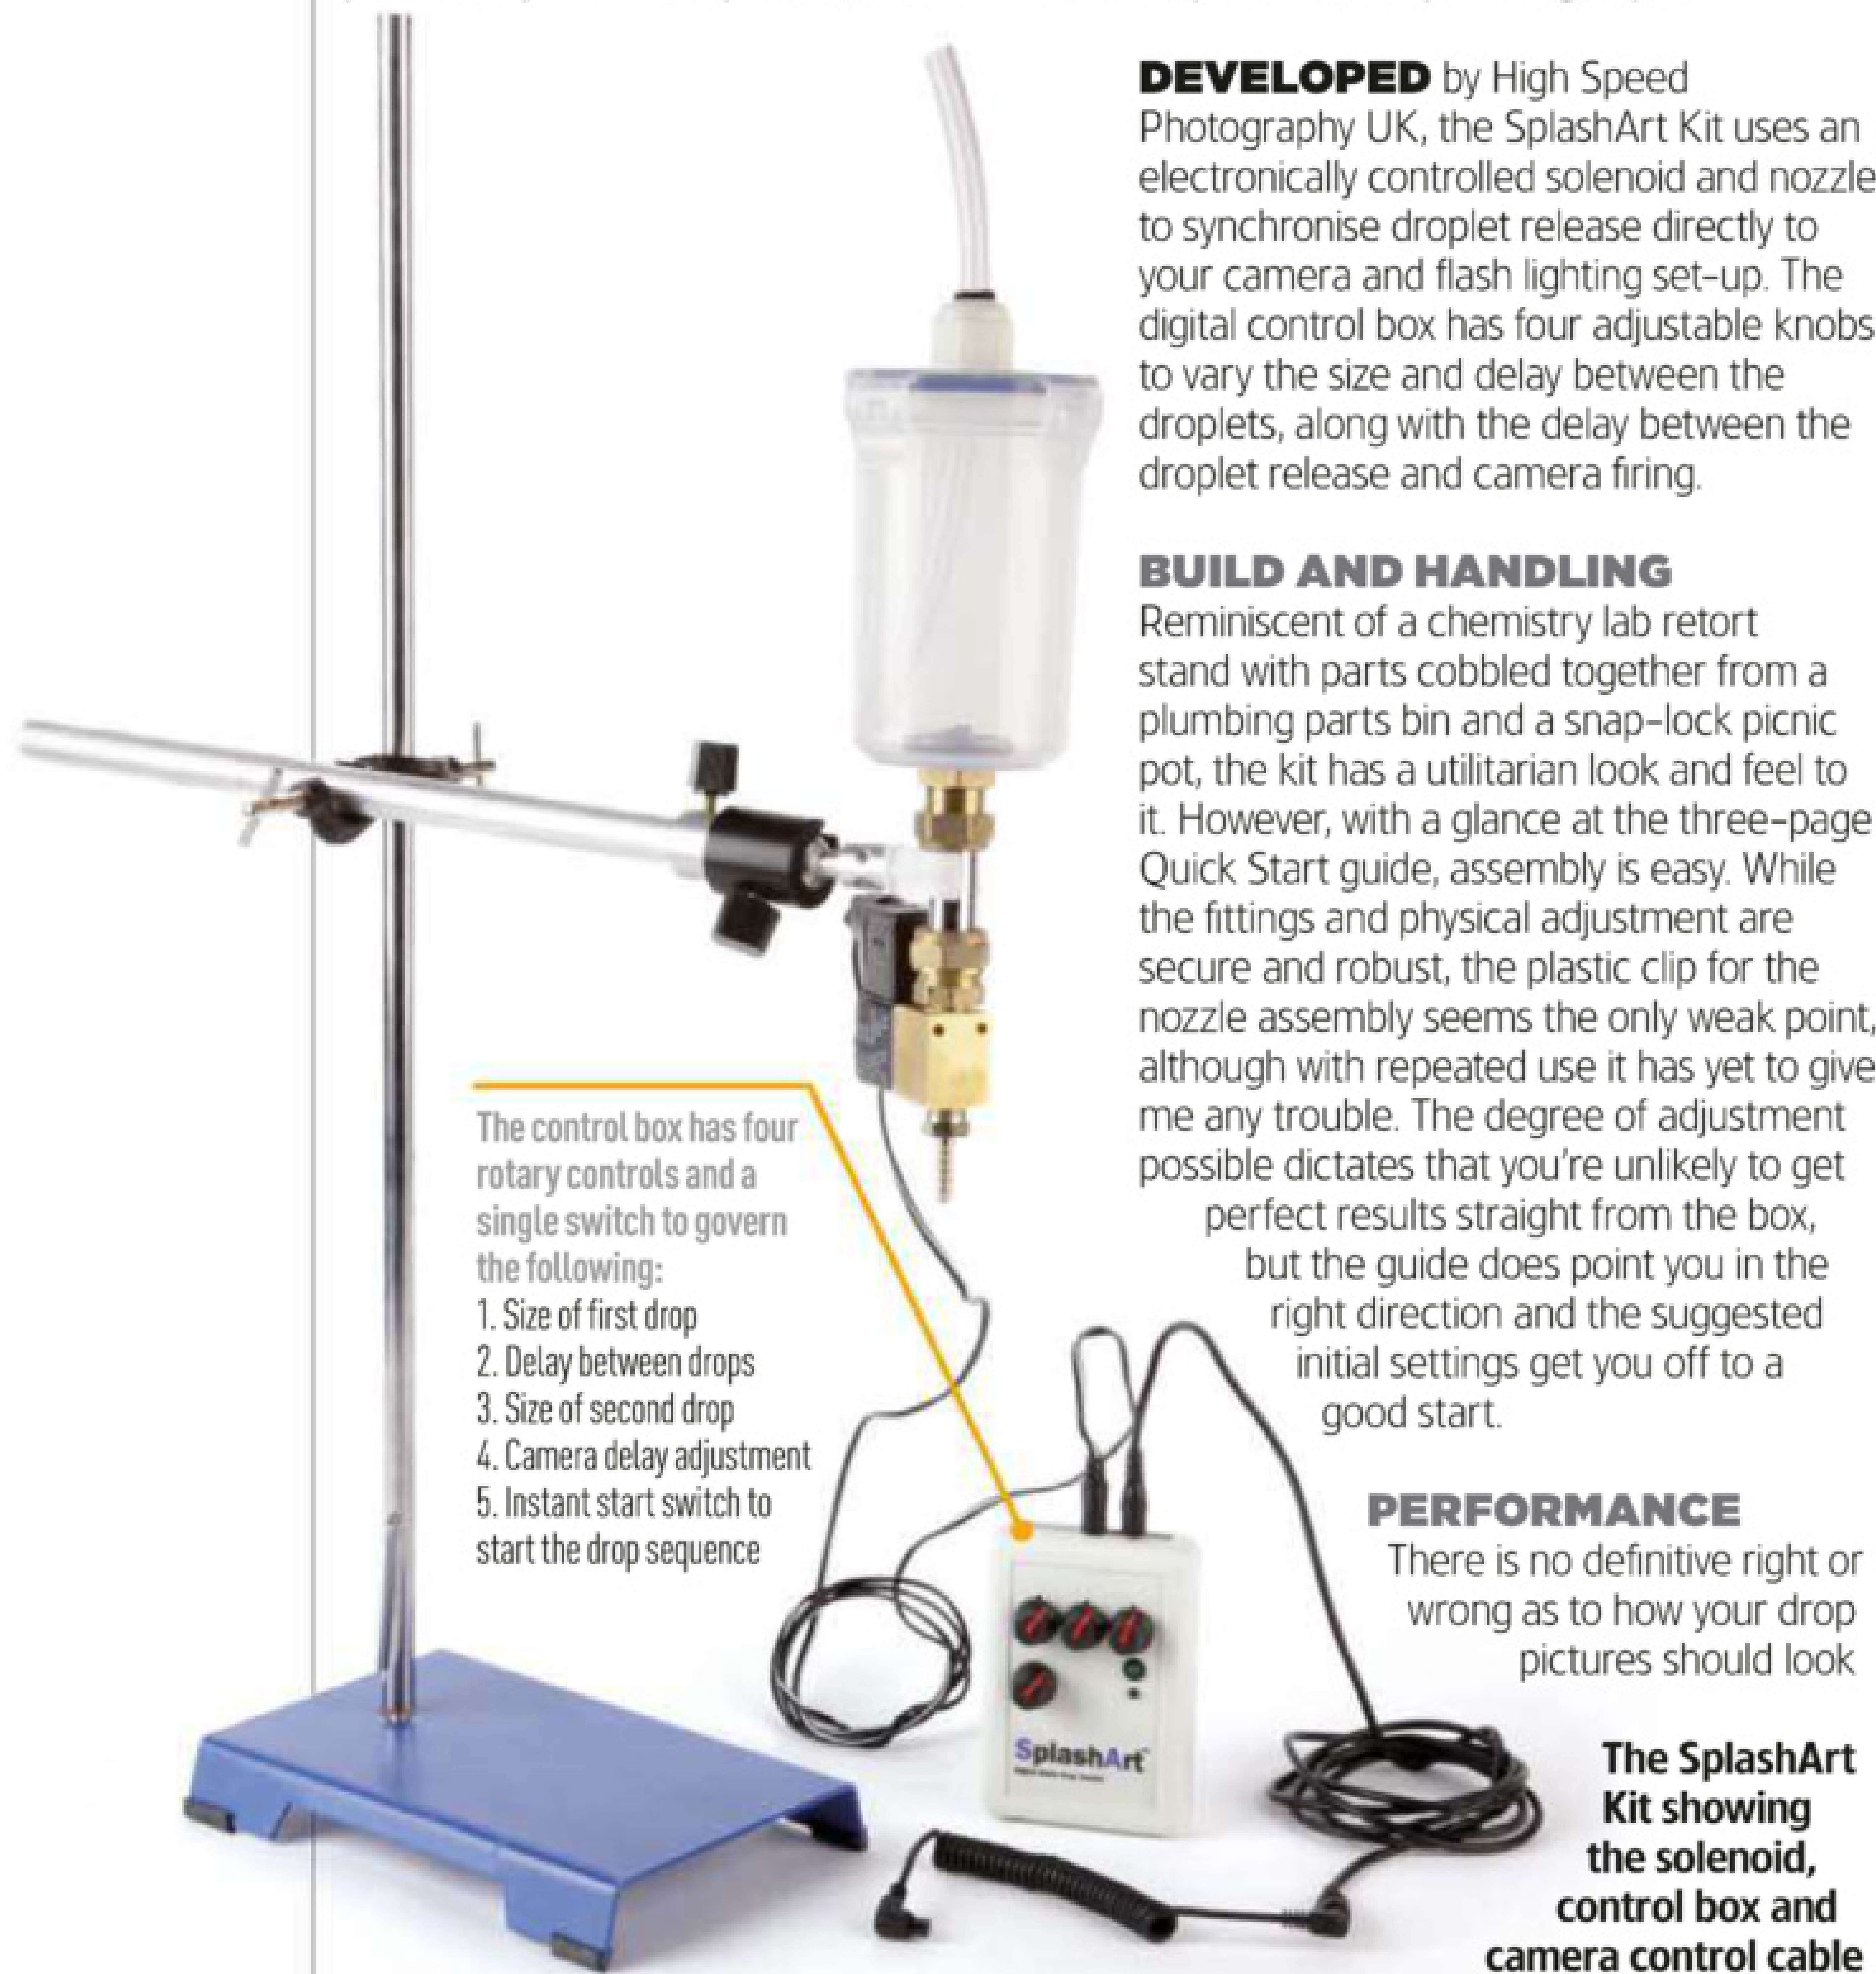 DEVELOPED by High Speed
Photography UK, the SplashArt Kit uses an
electronically controlled solenoid and nozzle
to synchronise droplet release directly to
your camera and flash lighting set-up. The
digital control box has four adjustable knobs
to vary the size and delay between the
droplets, along with the delay between the
droplet release and camera firing.
BUILD AND HANDLING
Reminiscent of a chemistry lab retort
stand with parts cobbled together from a
plumbing parts bin and a snap-lock picnic
pot, the kit has a utilitarian look and feel to
it. However, with a glance at the three-page
Quick Start guide, assembly is easy. While
the fittings and physical adjustment are
secure and robust, the plastic clip for the
nozzle assembly seems the only weak point,
although with repeated use it has yet to give
me any trouble. The degree of adjustment
possible dictates that you're unlikely to get
perfect results straight from the box,
but the guide does point you in the
right direction and the suggested
initial settings get you off to a
good start.
PERFORMANCE
There is no definitive right or
wrong as to how your drop
pictures should look
The control box has four
rotary controls and a
single switch to govern
the following:
1. Size of first drop
2. Delay between drops
3. Size of second drop
4. Camera delay adjustment
5. Instant start switch to
start the drop sequence
SplashArt
The SplashArt
Kit showing
the solenoid,
control box and
camera control cable